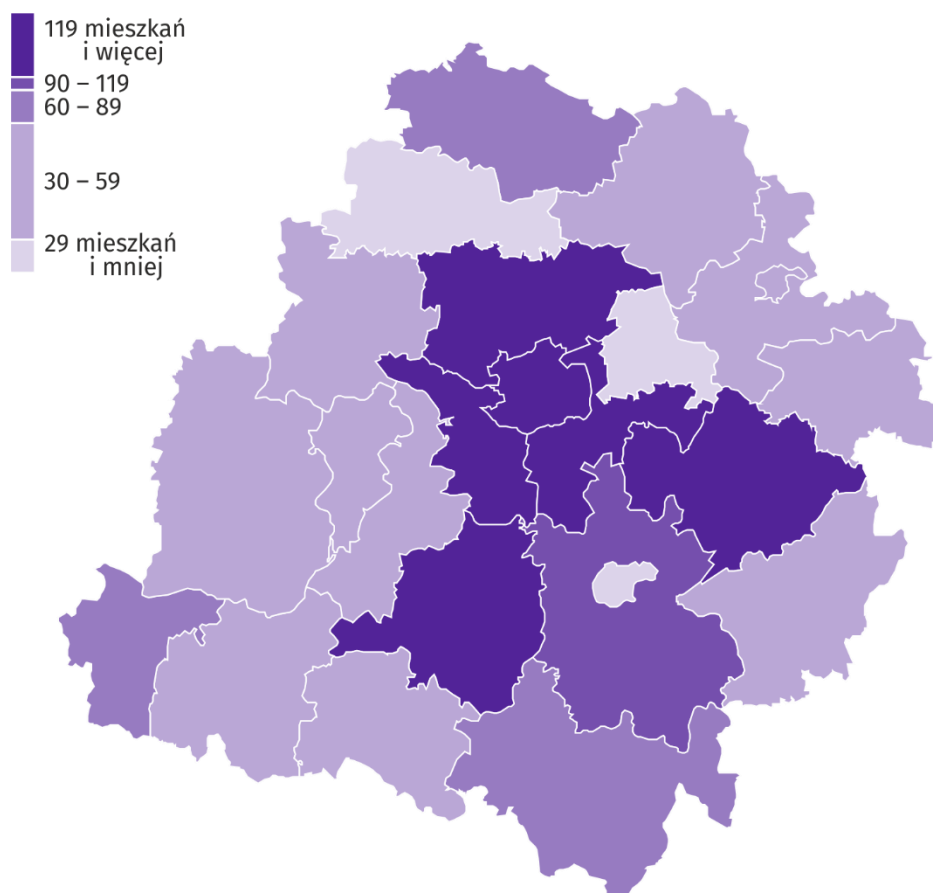 119 mieszkań
i więcej
90 – 119
60 – 89
30 – 59
29 mieszkań
i mniej